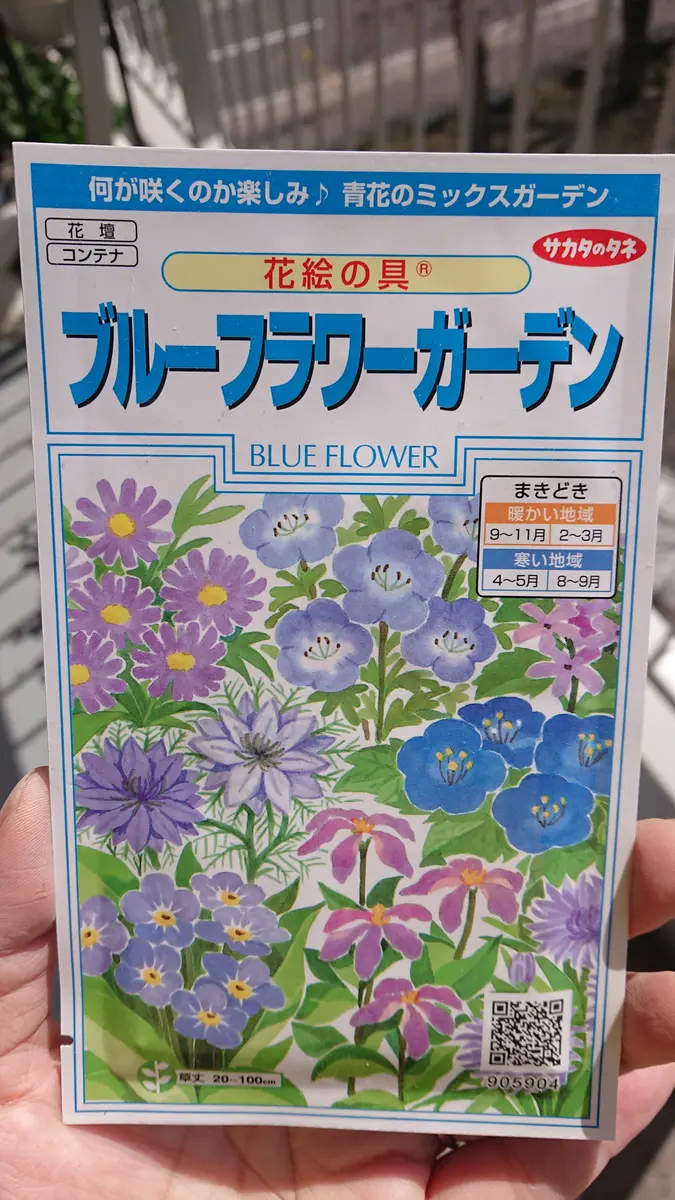 何が咲くのか楽しみ♪ 青花のミックスガーデン
花壇
コンテナ
サカタのタネ
花絵の具®
ブルーフラワーガーデン
BLUE FLOWER
まきどき
暖かい地域
9〜11月 2〜3月
寒い地域
4〜5月 8〜9月
草丈 20〜100cm
905904